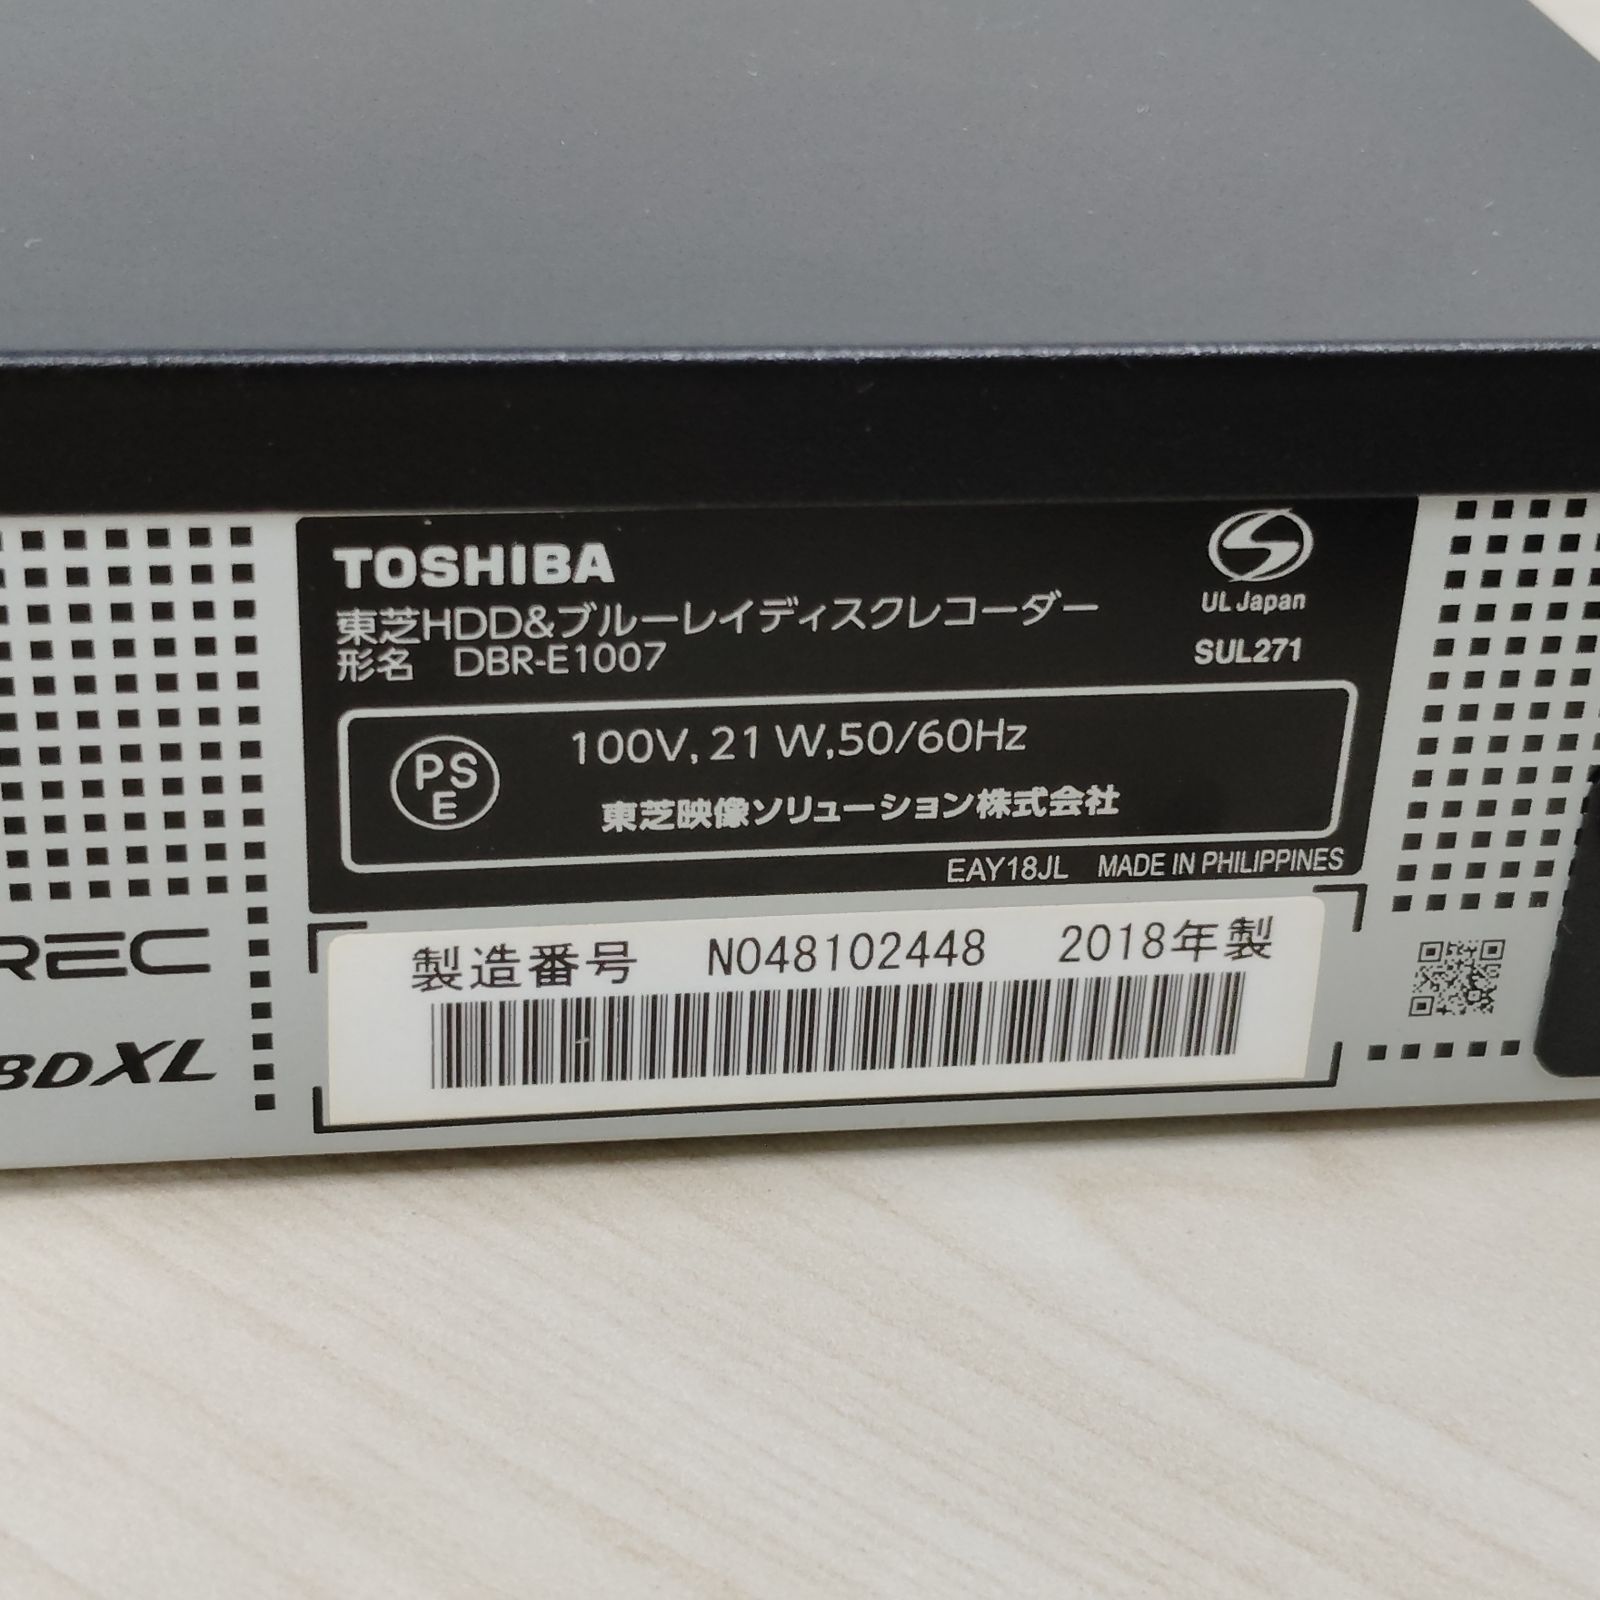 TOSHIBA
東芝HDD&ブルーレイディスクレコーダー
形名 DBR-E1007
UL Japan
SUL271
PS
E
100V, 21 W,50/60Hz
東芝映像ソリューション株式会社
EAY18JL MADE IN PHILIPPINES
REC
BDXL
製造番号 N048102448 2018年製